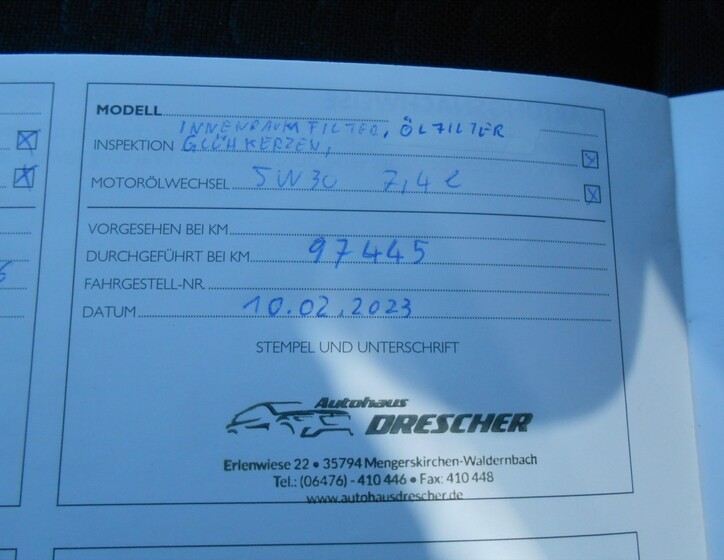 MODELL
INNENRAUM FILTER, ÖLFILTER
INSPEKTION GLÜHKERZEN,
MOTORÖLWECHSEL 5W30 7,4 l
VORGESEHEN BEI KM
DURCHGEFÜHRT BEI KM 97445
FAHRGESTELL-NR.
DATUM 10.02.2023
STEMPEL UND UNTERSCHRIFT
Autohaus
DRESCHER
Erlenwiese 22 • 35794 Mengerskirchen-Waldernbach
Tel.: (06476) - 410 446 • Fax: 410 448
www.autohausdrescher.de